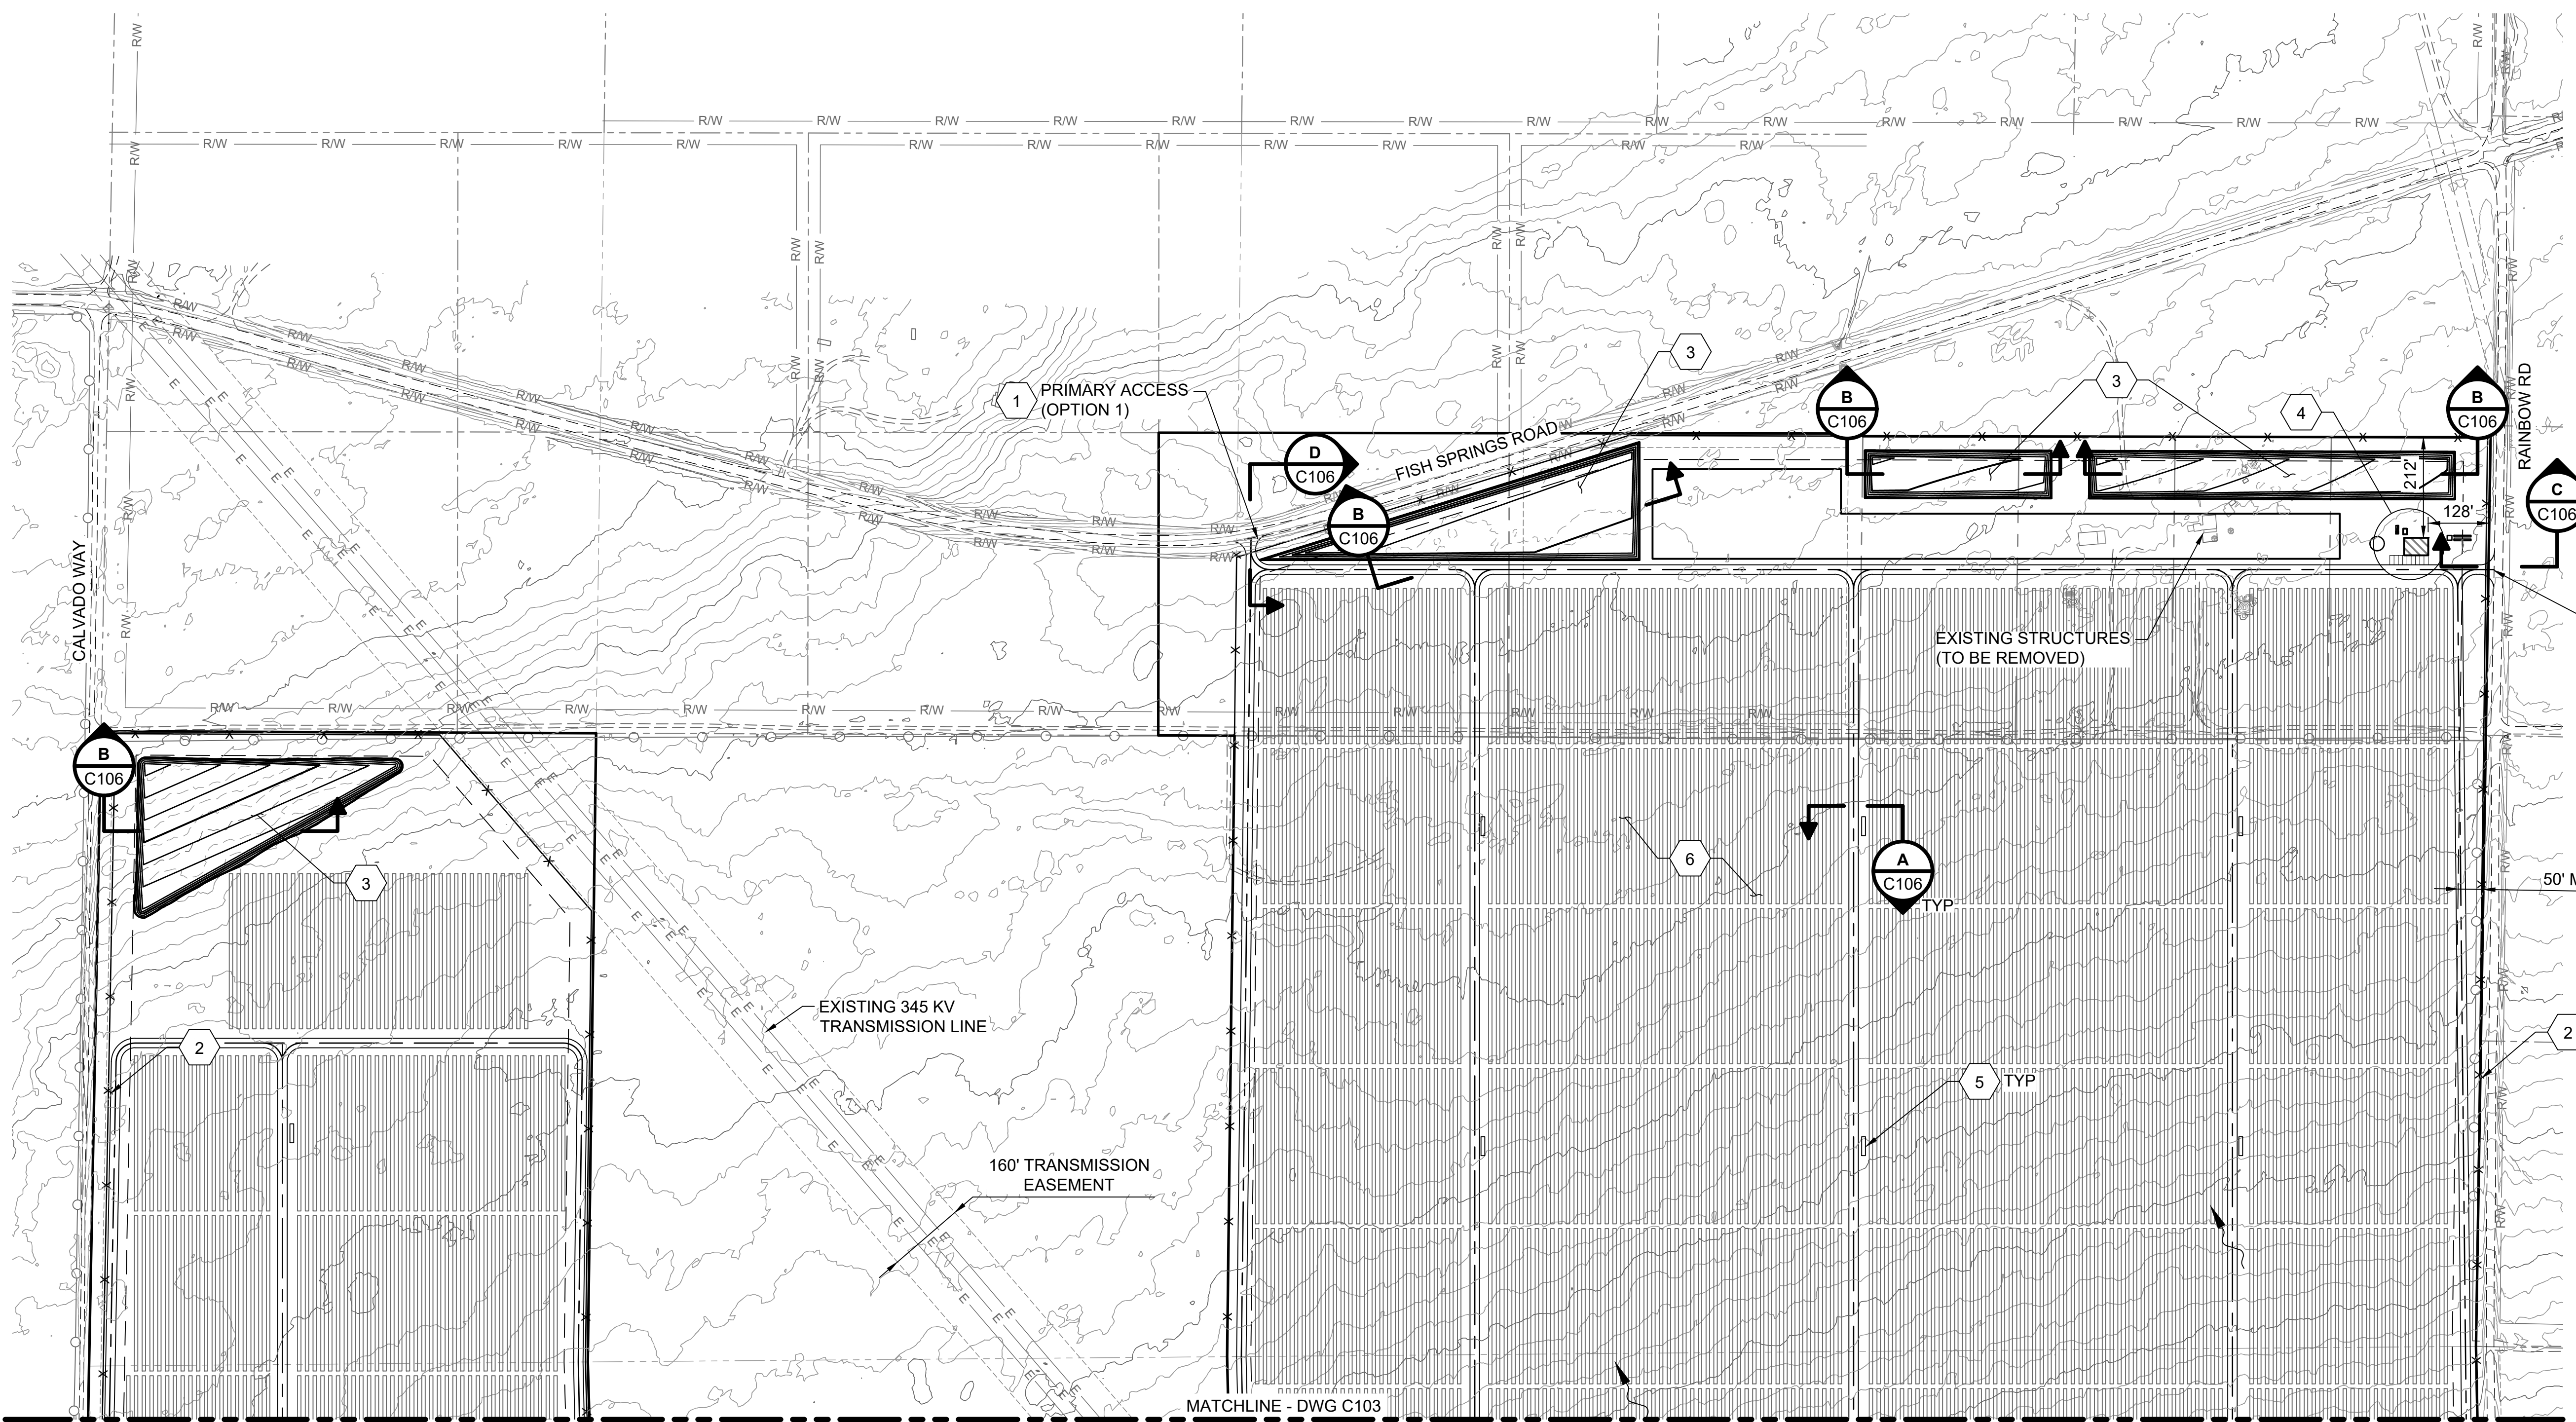 R/W R/W R/W R/W R/W R/W R/W R/W R/W R/W R/W R/W R/W R/W R/W
R/W R/W R/W R/W R/W R/W R/W R/W R/W R/W R/W R/W
1
PRIMARY ACCESS
(OPTION 1)
3
3
4
B
C106
B
C106
D
C106
FISH SPRINGS ROAD
B
C106
RAINBOW RD
212'
128'
C
C106
CALVADO WAY
EXISTING STRUCTURES
(TO BE REMOVED)
R/W R/W R/W R/W R/W R/W R/W R/W R/W R/W R/W R/W R/W R/W
B
C106
3
6
A
C106
TYP
50' M
EXISTING 345 KV
TRANSMISSION LINE
2
2
5
TYP
160' TRANSMISSION
EASEMENT
MATCHLINE - DWG C103